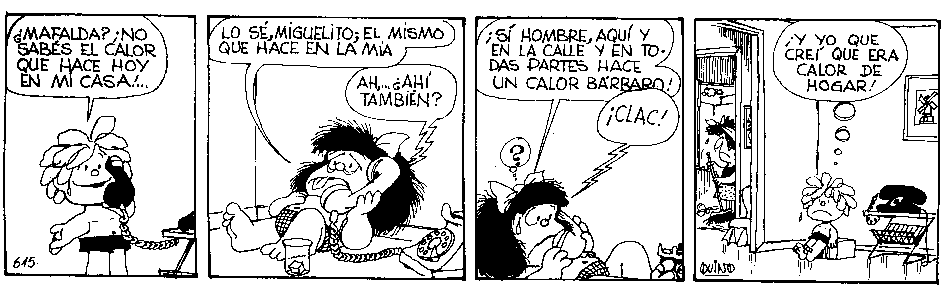 ¿MAFALDA? ¡NO
SABÉS EL CALOR
QUE HACE HOY
EN MI CASA!...
615
LO SÉ, MIGUELITO; EL MISMO
QUE HACE EN LA MÍA
AH,...¿AHÍ
TAMBIÉN?
¡SÍ HOMBRE, AQUÍ Y
EN LA CALLE Y EN TO-
DAS PARTES HACE
UN CALOR BÁRBARO!
¡CLAC!
?
¡Y YO QUE
CREÍ QUE ERA
CALOR DE
HOGAR!
QUINO